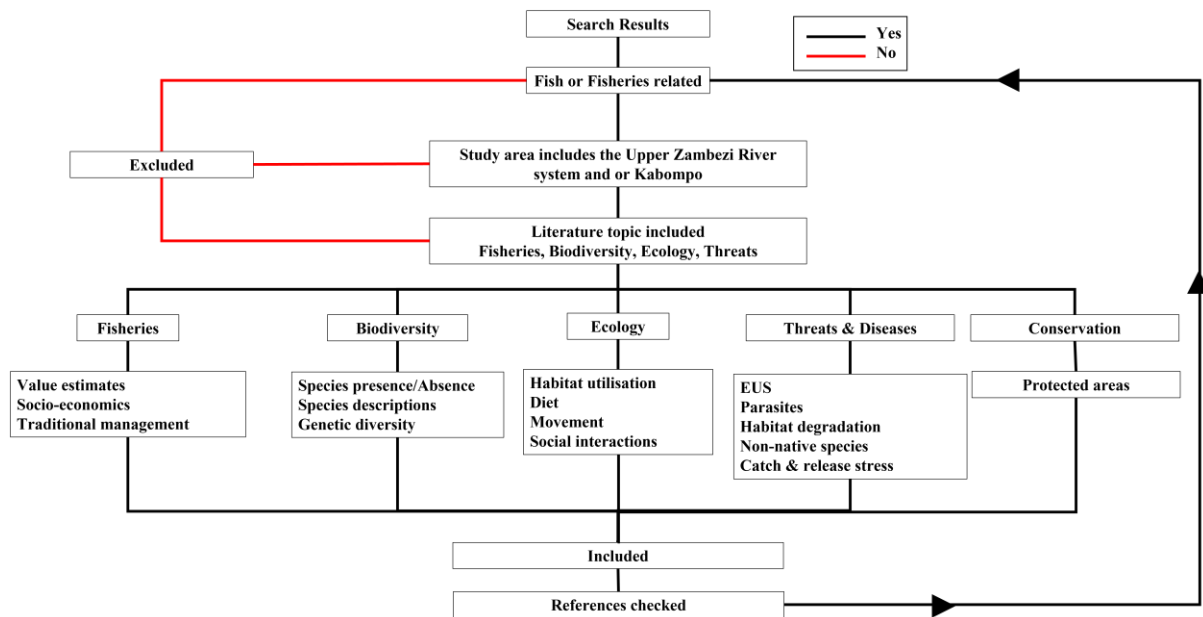 Search Results
Yes
No
Fish or Fisheries related
Excluded
Study area includes the Upper Zambezi River
system and or Kabompo
Literature topic included
Fisheries, Biodiversity, Ecology, Threats
Fisheries
Biodiversity
Ecology
Threats & Diseases
Conservation
Value estimates
Socio-economics
Traditional management
Species presence/Absence
Species descriptions
Genetic diversity
Habitat utilisation
Diet
Movement
Social interactions
EUS
Parasites
Habitat degradation
Non-native species
Catch & release stress
Protected areas
Included
References checked